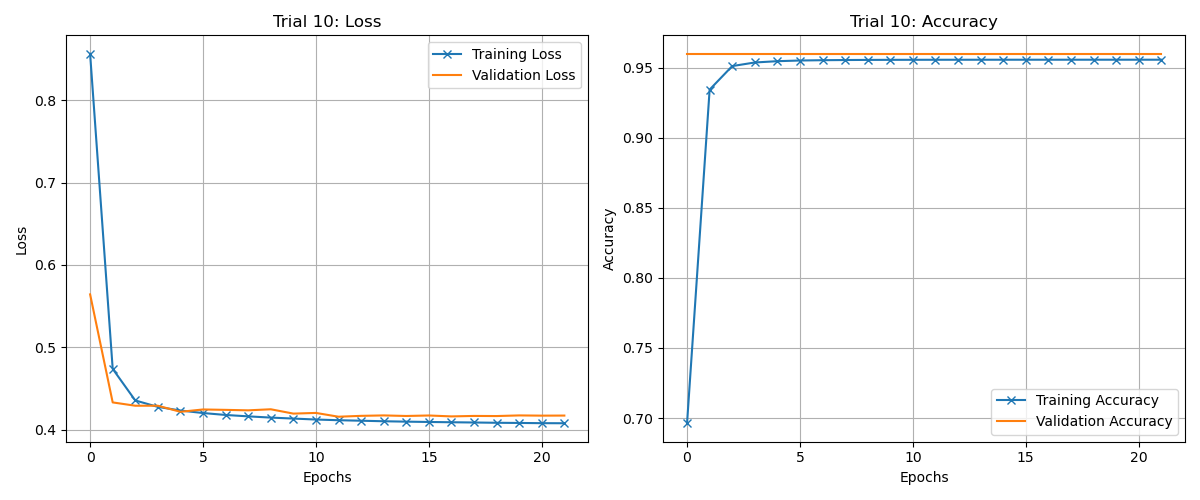 Trial 10: Loss
Training Loss
Validation Loss
0.8
0.7
0.6
0.5
0.4
Loss
0 5 10 15 20
Epochs
Trial 10: Accuracy
0.95
0.90
0.85
0.80
0.75
0.70
Accuracy
Training Accuracy
Validation Accuracy
0 5 10 15 20
Epochs